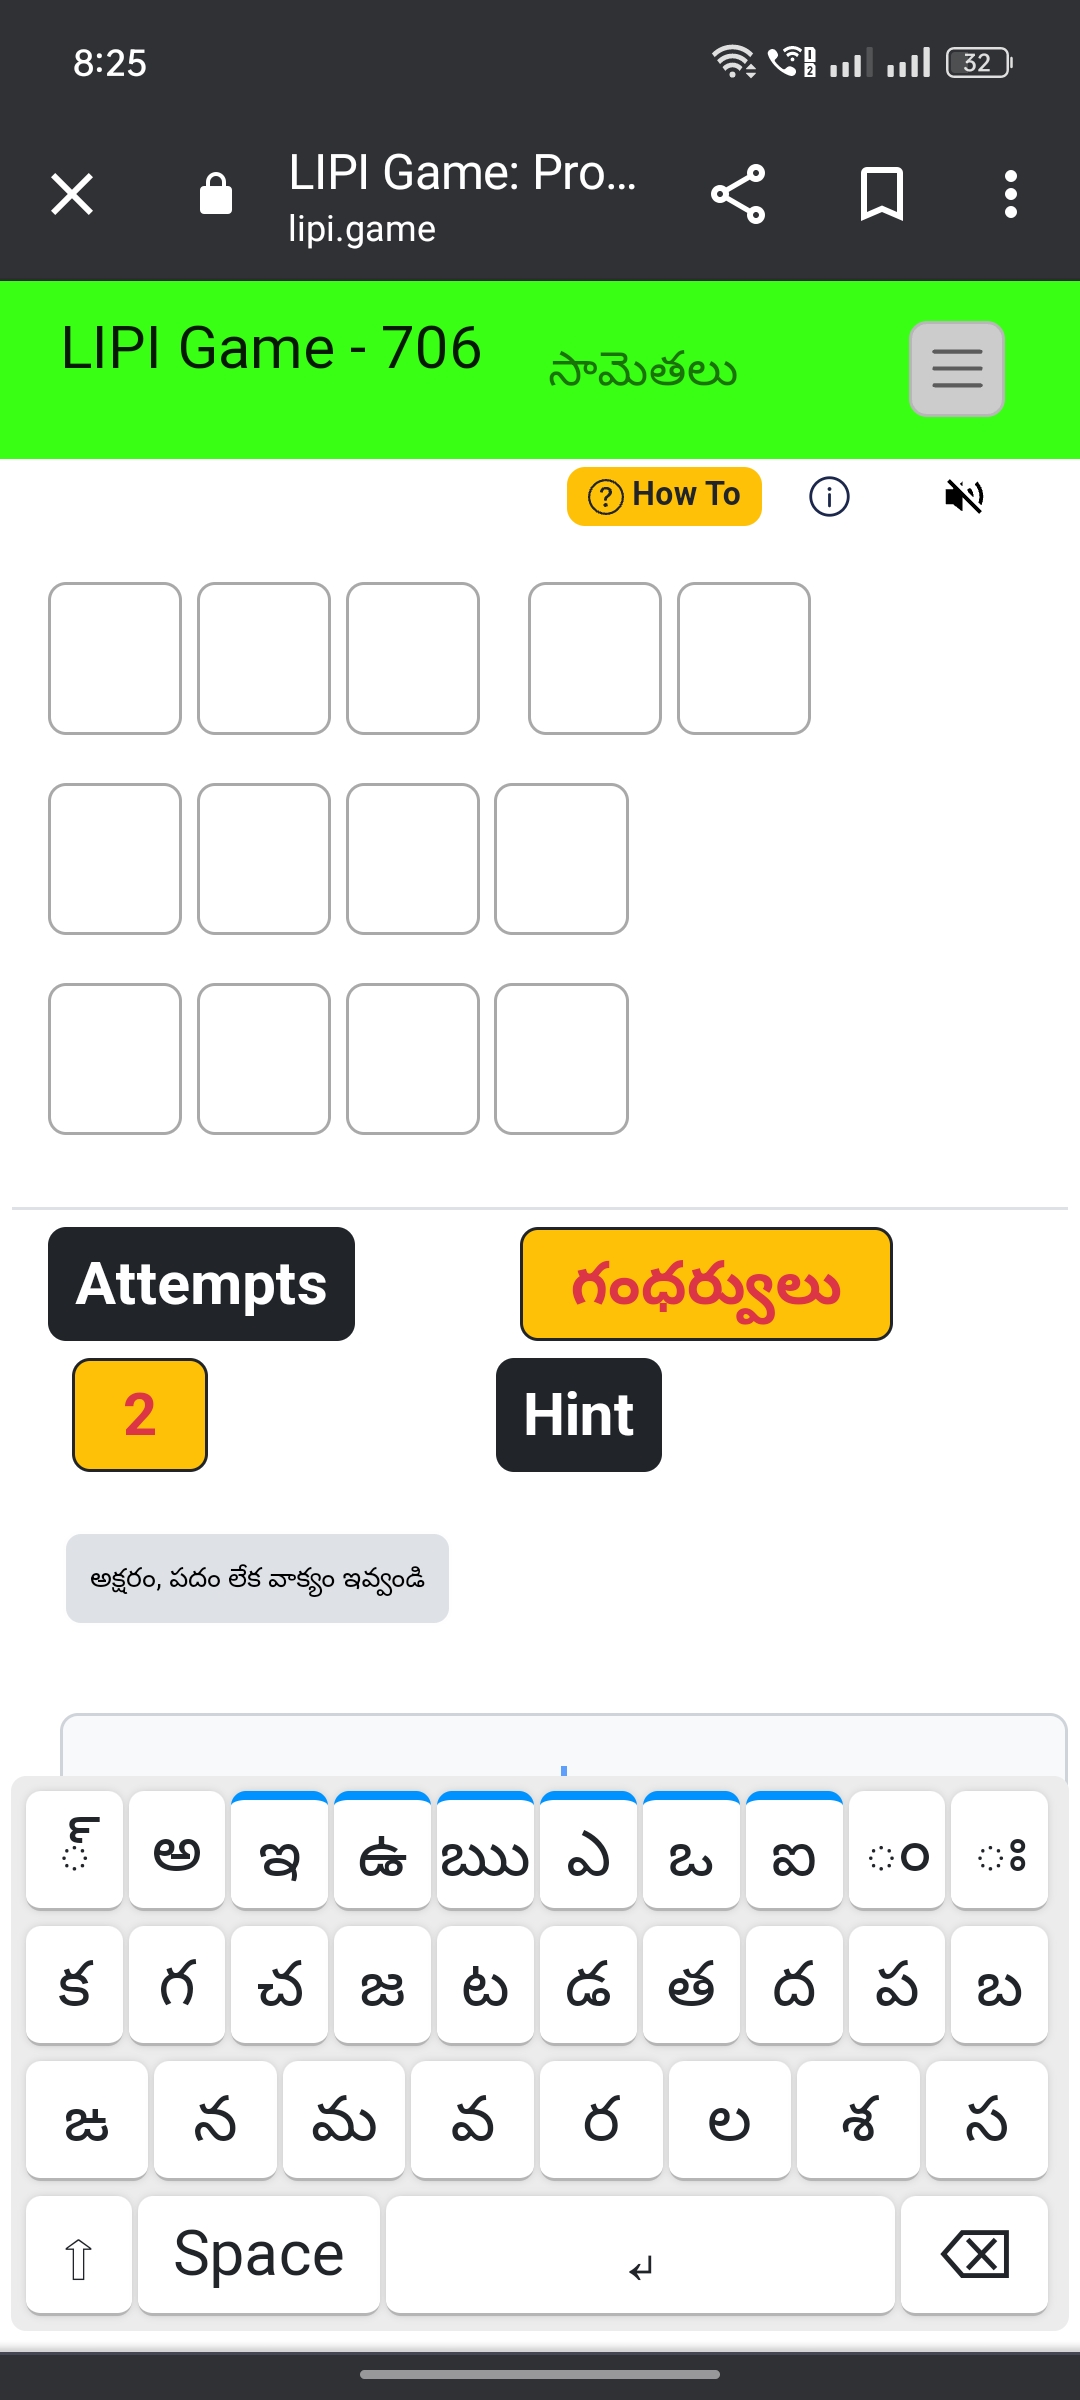 8:25
32
LIPI Game: Pro...
lipi.game
LIPI Game - 706 సామెతలు
? How To
Attempts గంధర్వులు
2 Hint
అక్షరం, పదం లేక వాక్యం ఇవ్వండి
్ అ ఇ ఉ ఋ ఎ ఒ ఐ ం ః
క గ చ జ ట డ త ద ప బ
ఙ న మ వ ర ల శ స
⇧ Space ↲